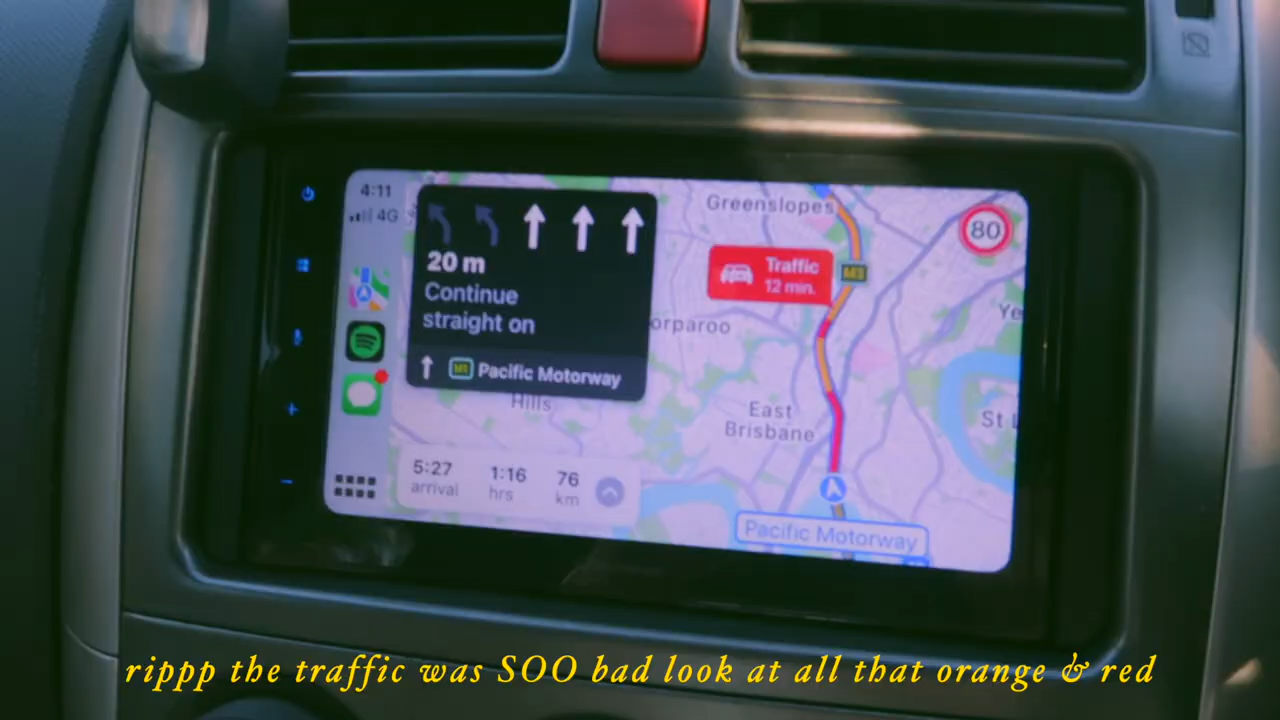 4:11
4G
20 m
Continue
straight on
Pacific Motorway
Hills
5:27
arrival
1:16
hrs
76
km
Greenslopes
80
Traffic
12 min.
M3
orparoo
Ye
East
Brisbane
St L
Pacific Motorway
rippp the traffic was SOO bad look at all that orange & red